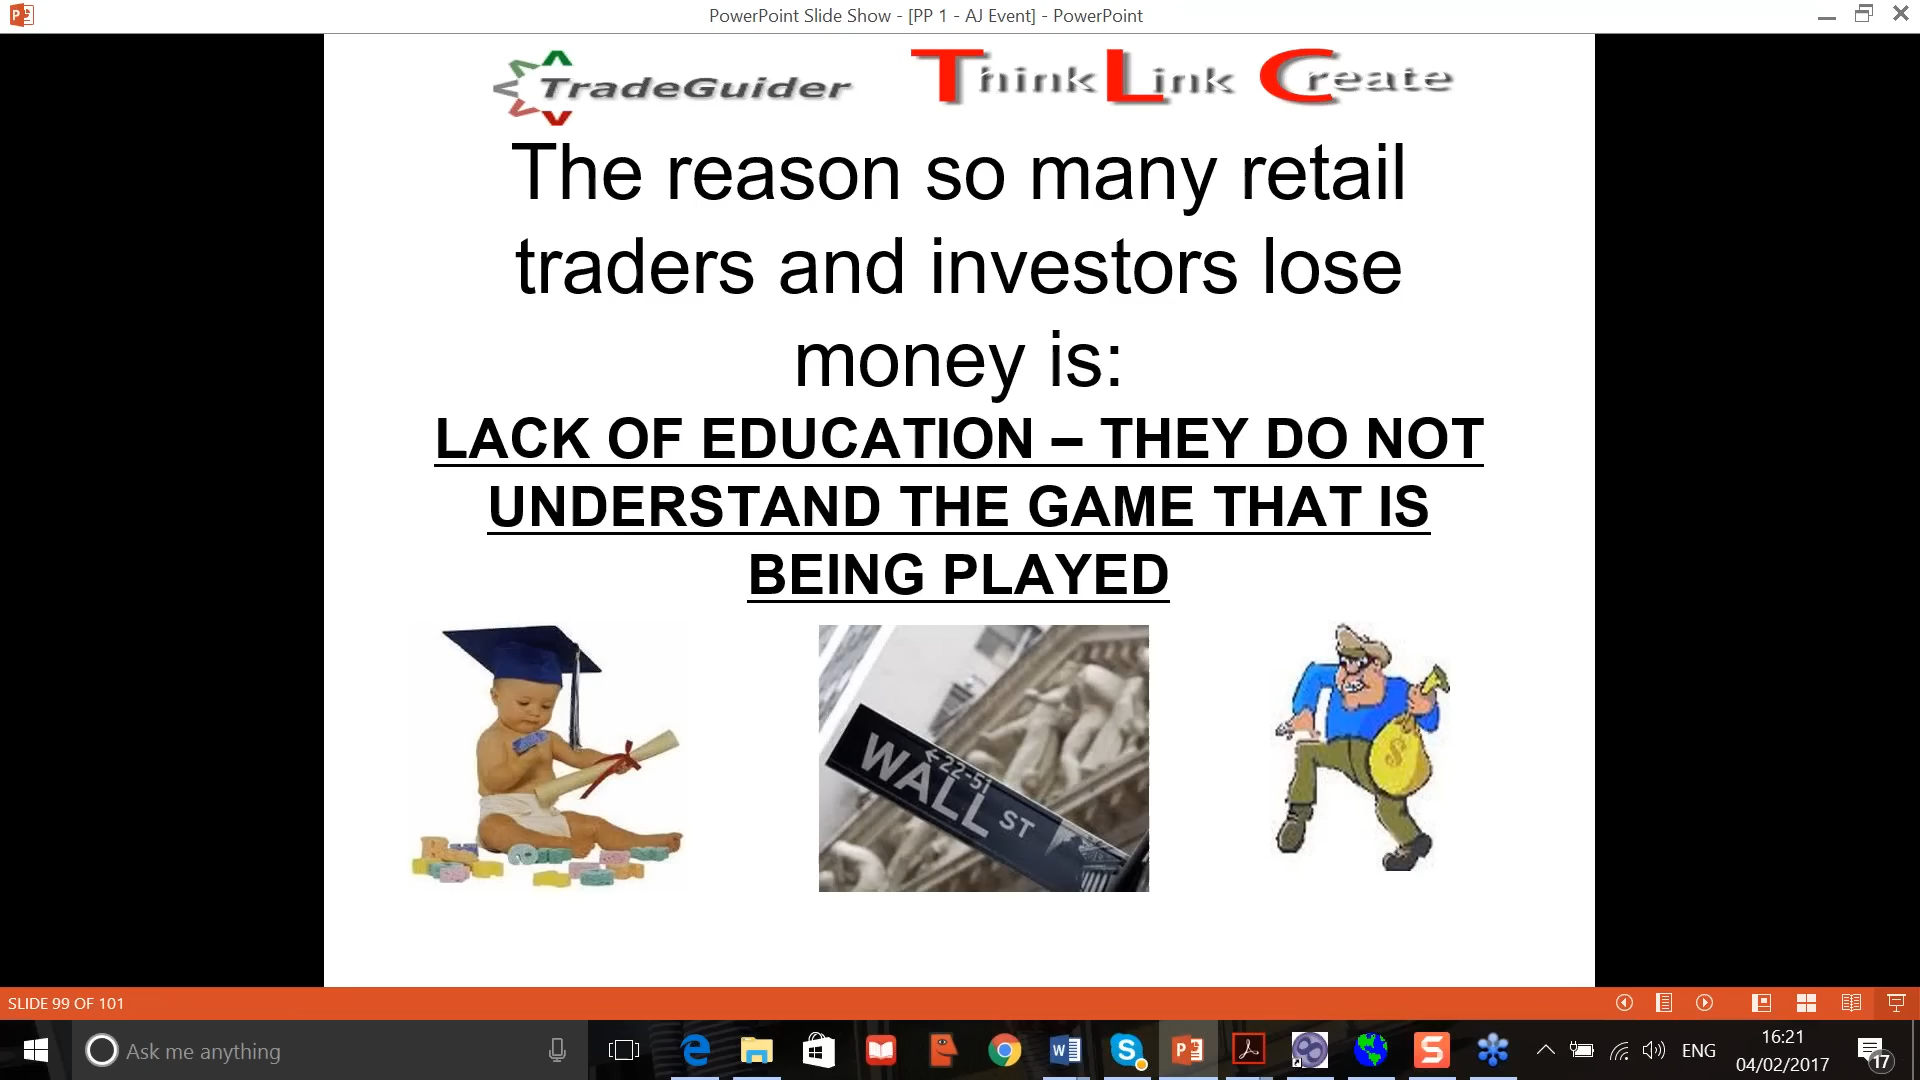 PowerPoint Slide Show - [PP 1 - AJ Event] - PowerPoint
TradeGuider
Think Link Create
The reason so many retail
traders and investors lose
money is:
LACK OF EDUCATION – THEY DO NOT
UNDERSTAND THE GAME THAT IS
BEING PLAYED
22-51
WALL ST
$
SLIDE 99 OF 101
Ask me anything
ENG
16:21
04/02/2017
17